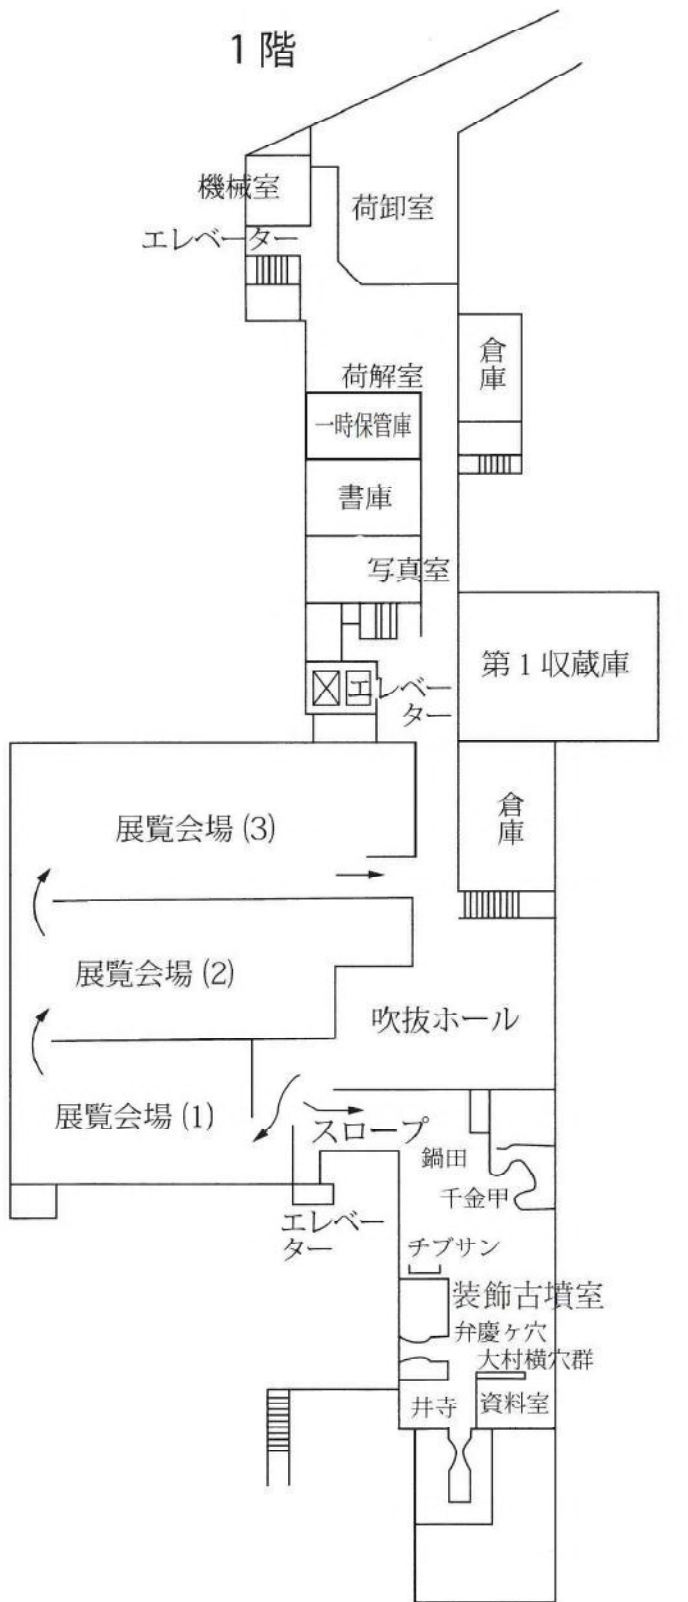 1 階
機械室
荷卸室
エレベーター
倉庫
荷解室
一時保管庫
書庫
写真室
第 1 収蔵庫
エレベー
ター
倉庫
展覧会場 (3)
展覧会場 (2)
吹抜ホール
展覧会場 (1)
スロープ
鍋田
千金甲
エレベー
ター
チブサン
装飾古墳室
弁慶ヶ穴
大村横穴群
井寺
資料室